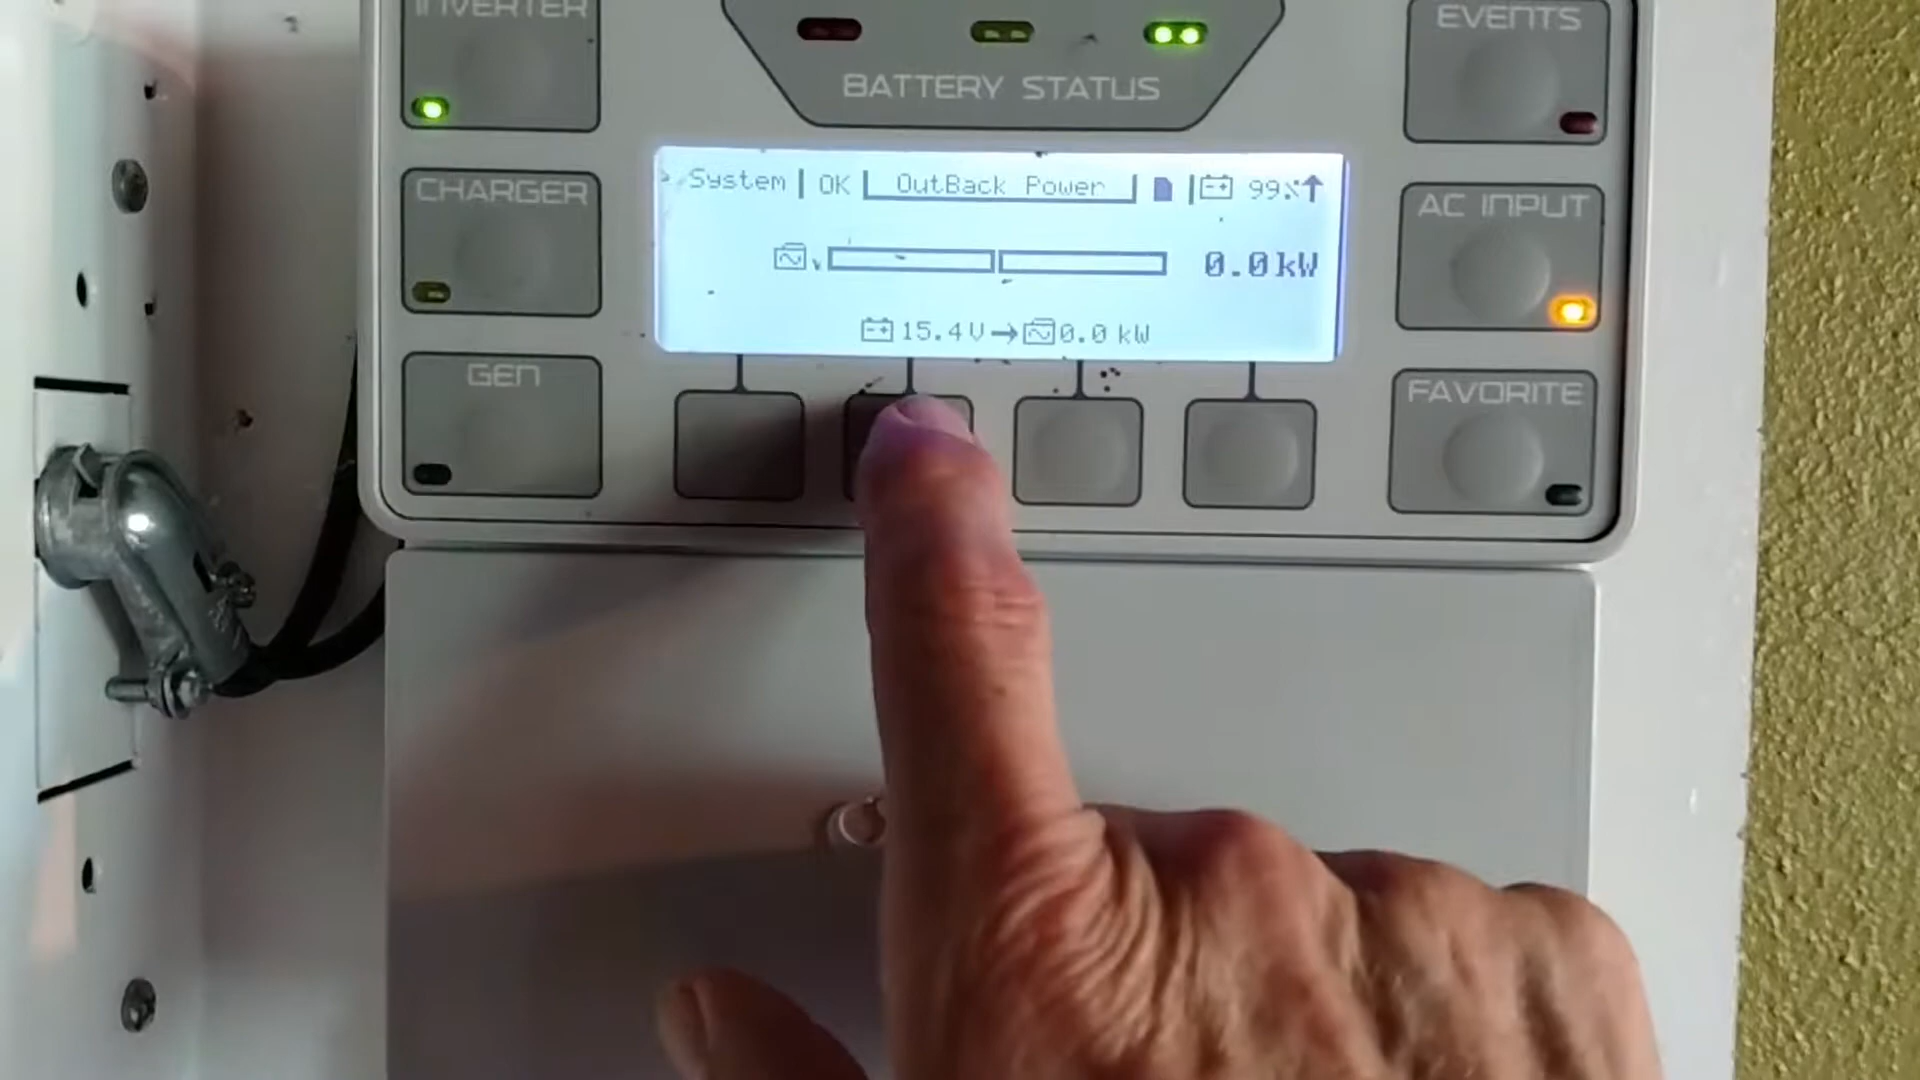 INVERTER
EVENTS
BATTERY STATUS
CHARGER
System OK OutBack Power 99%
AC INPUT
0.0kW
15.4V 0.0 kW
GEN
FAVORITE